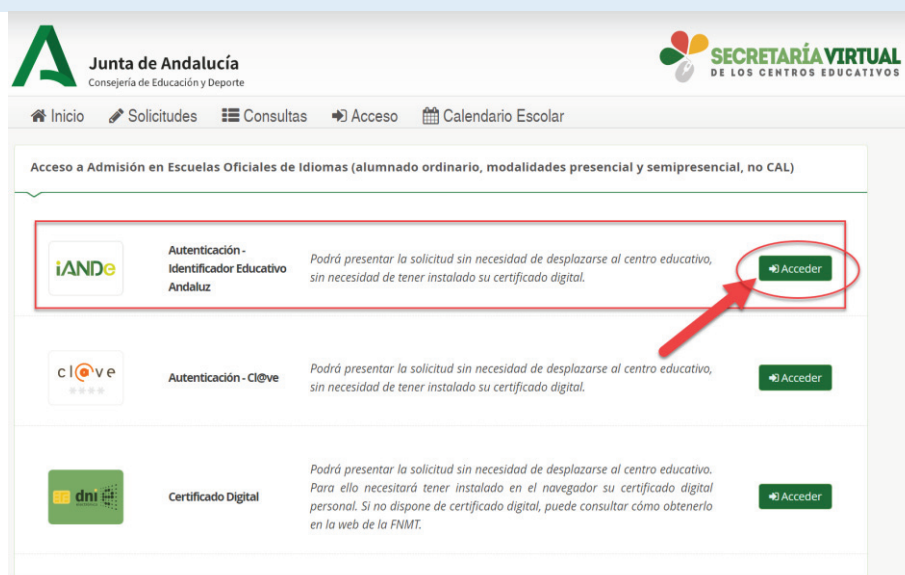 Junta de Andalucía
Consejería de Educación y Deporte
SECRETARÍA VIRTUAL
DE LOS CENTROS EDUCATIVOS
Inicio Solicitudes Consultas Acceso Calendario Escolar
Acceso a Admisión en Escuelas Oficiales de Idiomas (alumnado ordinario, modalidades presencial y semipresencial, no CAL)
iANDe
Autenticación -
Identificador Educativo
Andaluz
Podrá presentar la solicitud sin necesidad de desplazarse al centro educativo,
sin necesidad de tener instalado su certificado digital.
Acceder
cl@ve
Autenticación - Cl@ve
Podrá presentar la solicitud sin necesidad de desplazarse al centro educativo,
sin necesidad de tener instalado su certificado digital.
Acceder
dni e
Certificado Digital
Podrá presentar la solicitud sin necesidad de desplazarse al centro educativo.
Para ello necesitará tener instalado en el navegador su certificado digital
personal. Si no dispone de certificado digital, puede consultar cómo obtenerlo
en la web de la FNMT.
Acceder